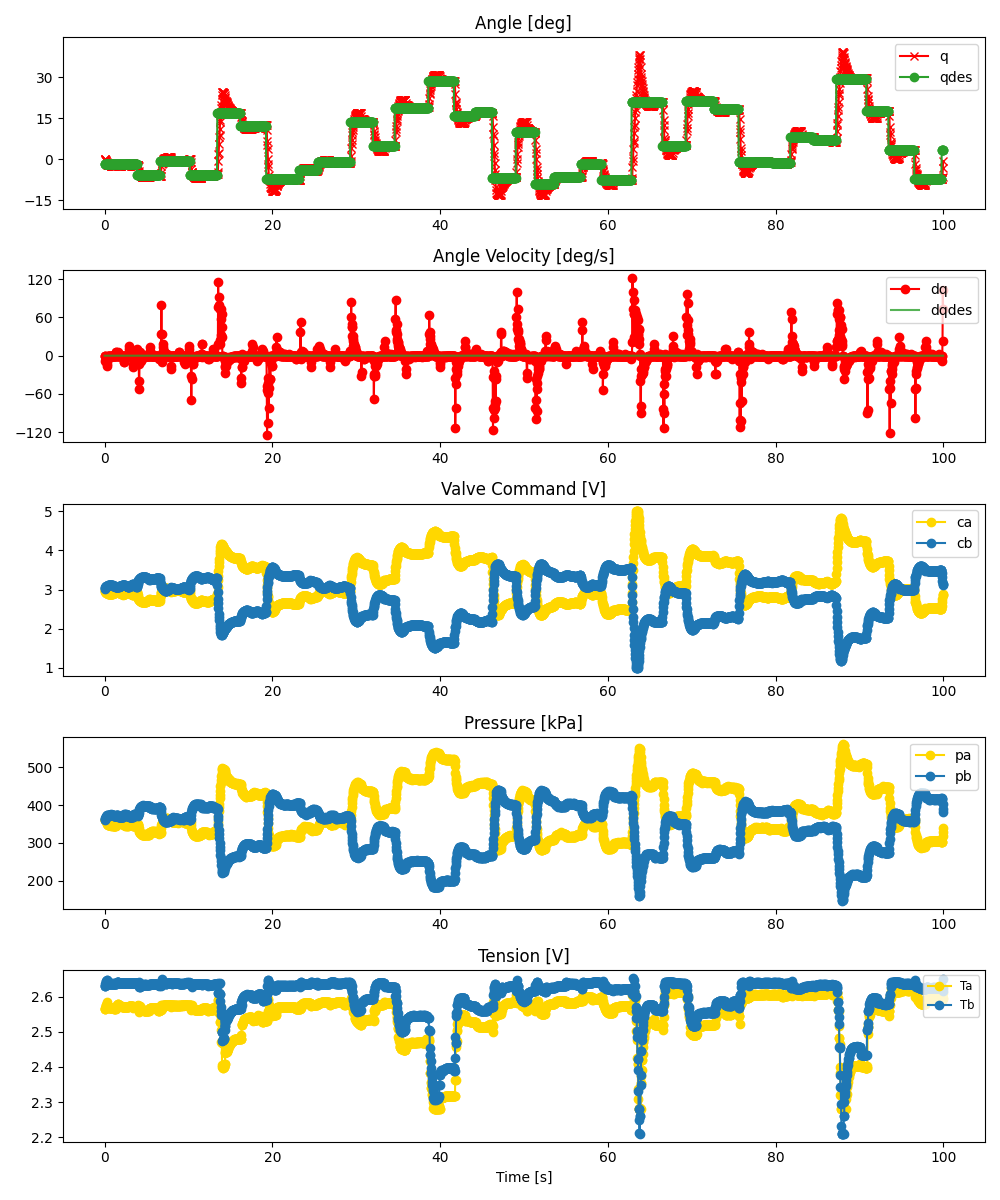 Angle [deg]
30
15
0
−15
q
qdes
0 20 40 60 80 100
Angle Velocity [deg/s]
120
60
0
−60
−120
dq
dqdes
0 20 40 60 80 100
Valve Command [V]
5
4
3
2
1
ca
cb
0 20 40 60 80 100
Pressure [kPa]
500
400
300
200
pa
pb
0 20 40 60 80 100
Tension [V]
2.6
2.5
2.4
2.3
2.2
Ta
Tb
0 20 40 60 80 100
Time [s]